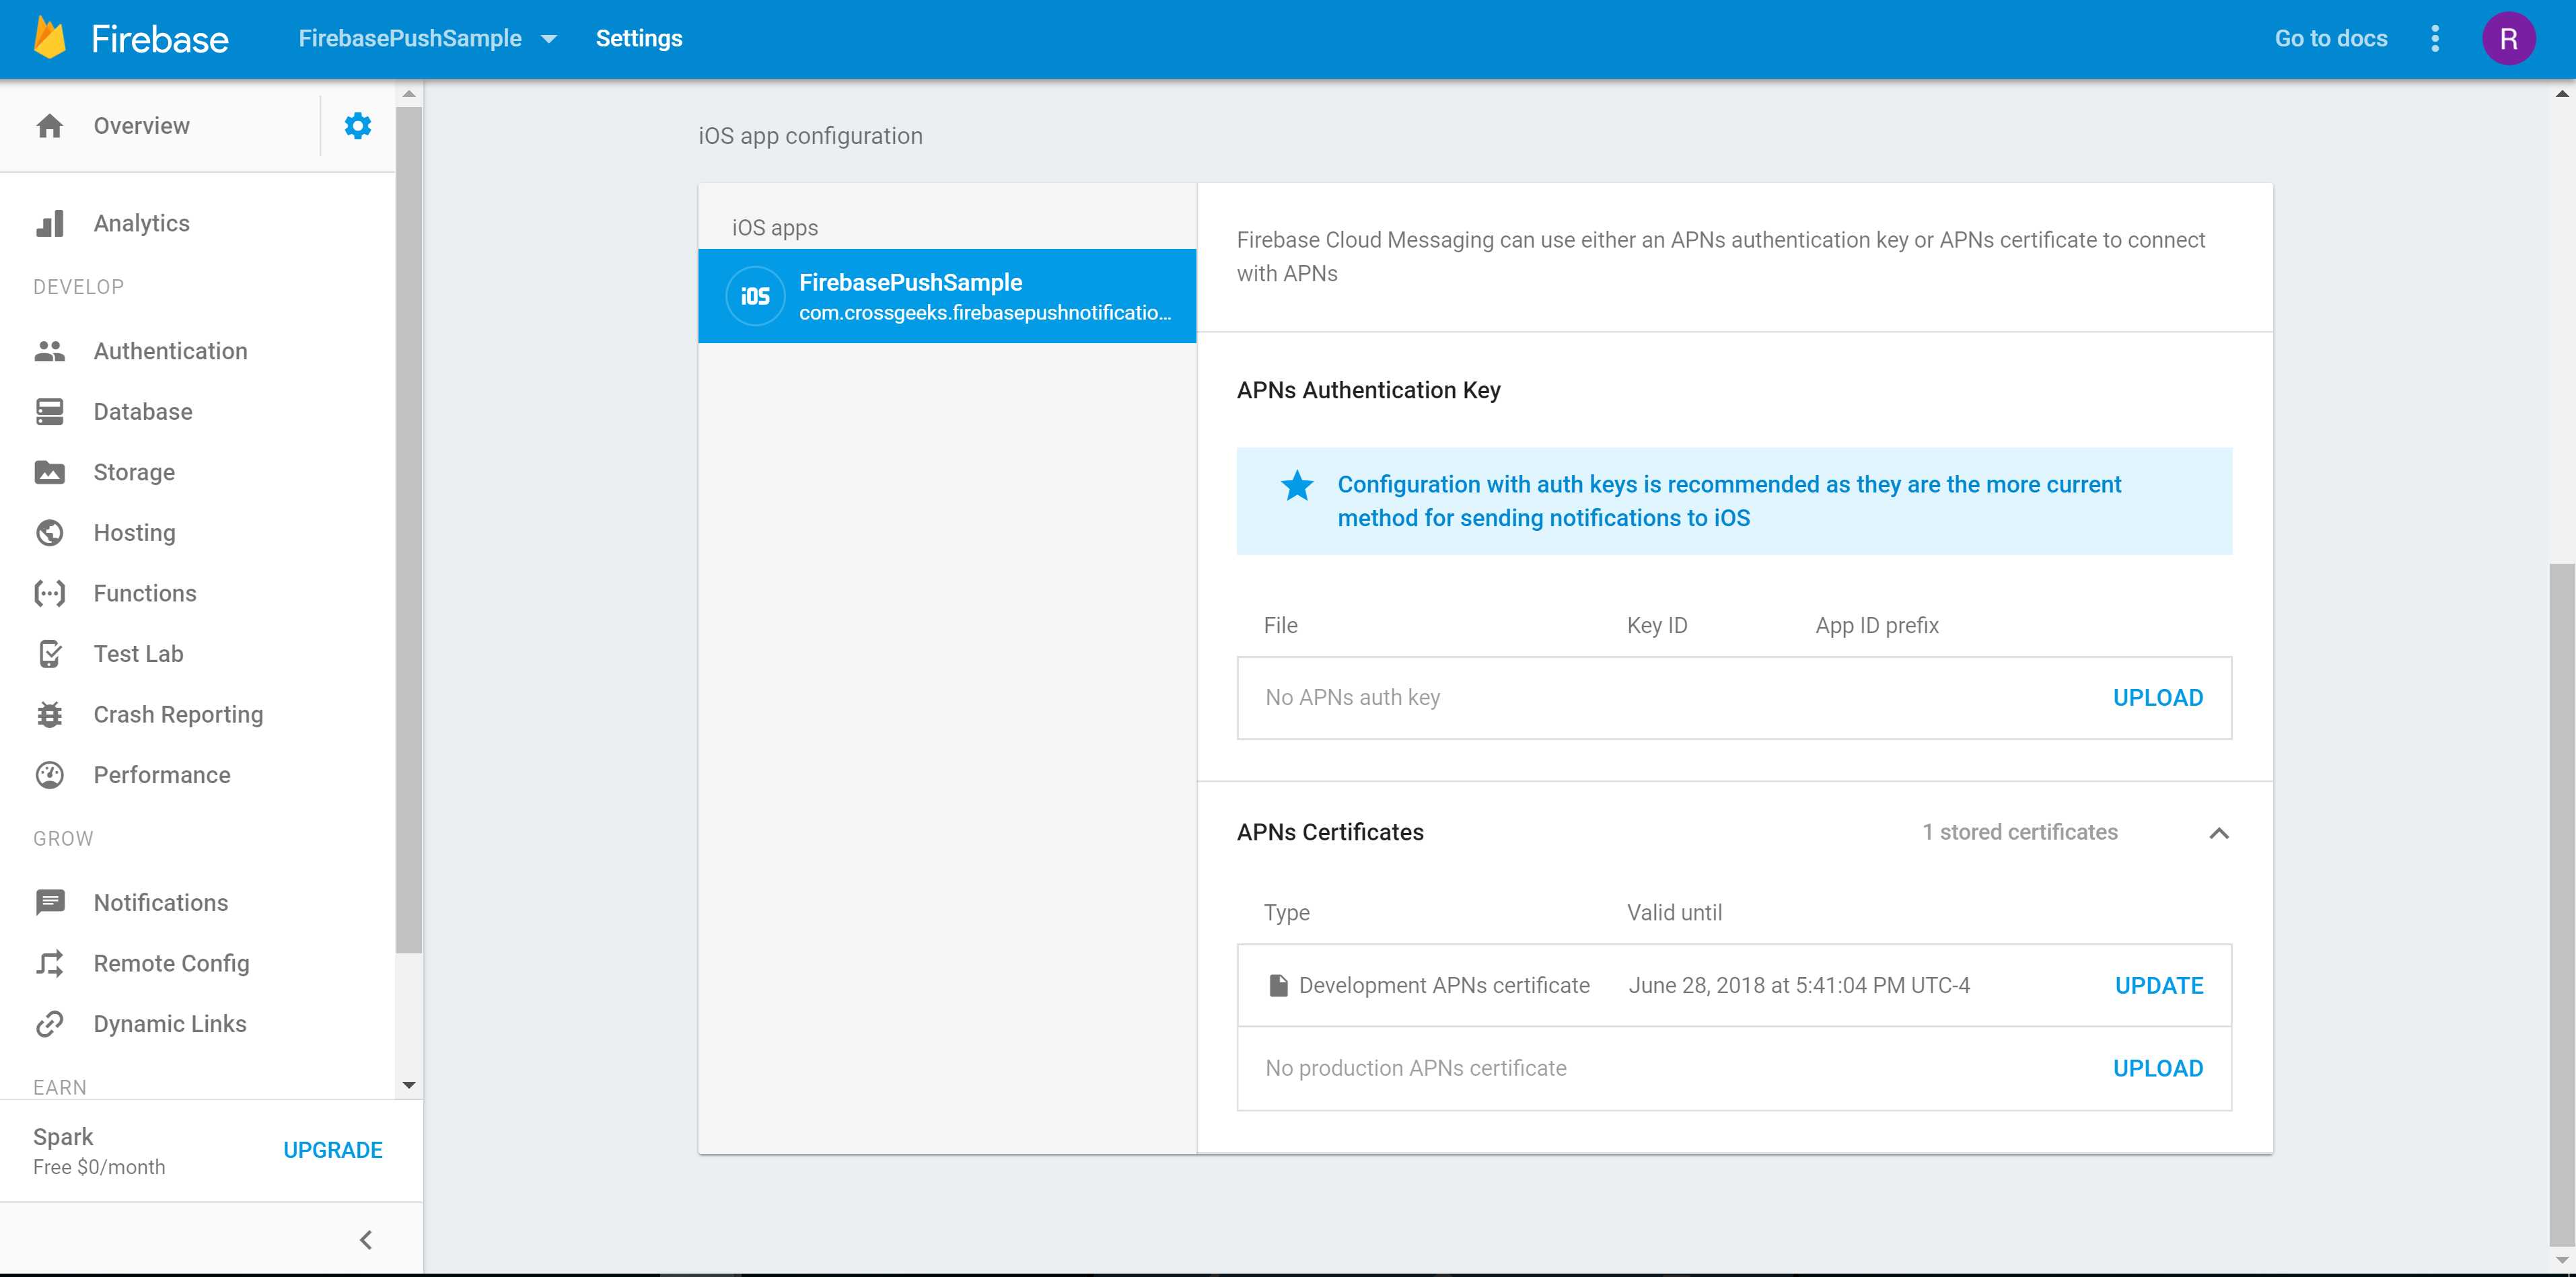 Firebase
FirebasePushSample
Settings
Go to docs
R
Overview
Analytics
DEVELOP
Authentication
Database
Storage
Hosting
Functions
Test Lab
Crash Reporting
Performance
GROW
Notifications
Remote Config
Dynamic Links
EARN
Spark
Free $0/month
UPGRADE
iOS app configuration
iOS apps
iOS
FirebasePushSample
com.crossgeeks.firebasepushnotificatio...
Firebase Cloud Messaging can use either an APNs authentication key or APNs certificate to connect
with APNs
APNs Authentication Key
Configuration with auth keys is recommended as they are the more current
method for sending notifications to iOS
File Key ID App ID prefix
No APNs auth key UPLOAD
APNs Certificates 1 stored certificates
Type Valid until
Development APNs certificate June 28, 2018 at 5:41:04 PM UTC-4 UPDATE
No production APNs certificate UPLOAD